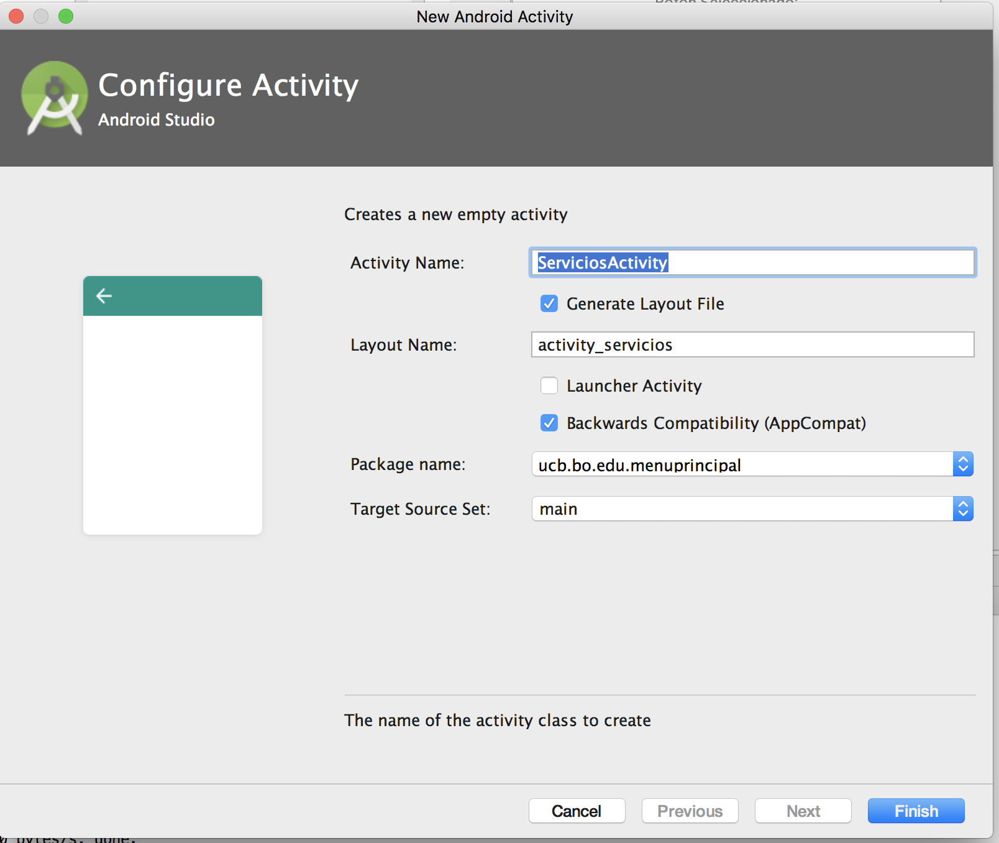 New Android Activity
Configure Activity
Android Studio
Creates a new empty activity
Activity Name: ServiciosActivity
Generate Layout File
Layout Name: activity_servicios
Launcher Activity
Backwards Compatibility (AppCompat)
Package name: ucb.bo.edu.menuprincipal
Target Source Set: main
The name of the activity class to create
Cancel Previous Next Finish
bytes/s, done.